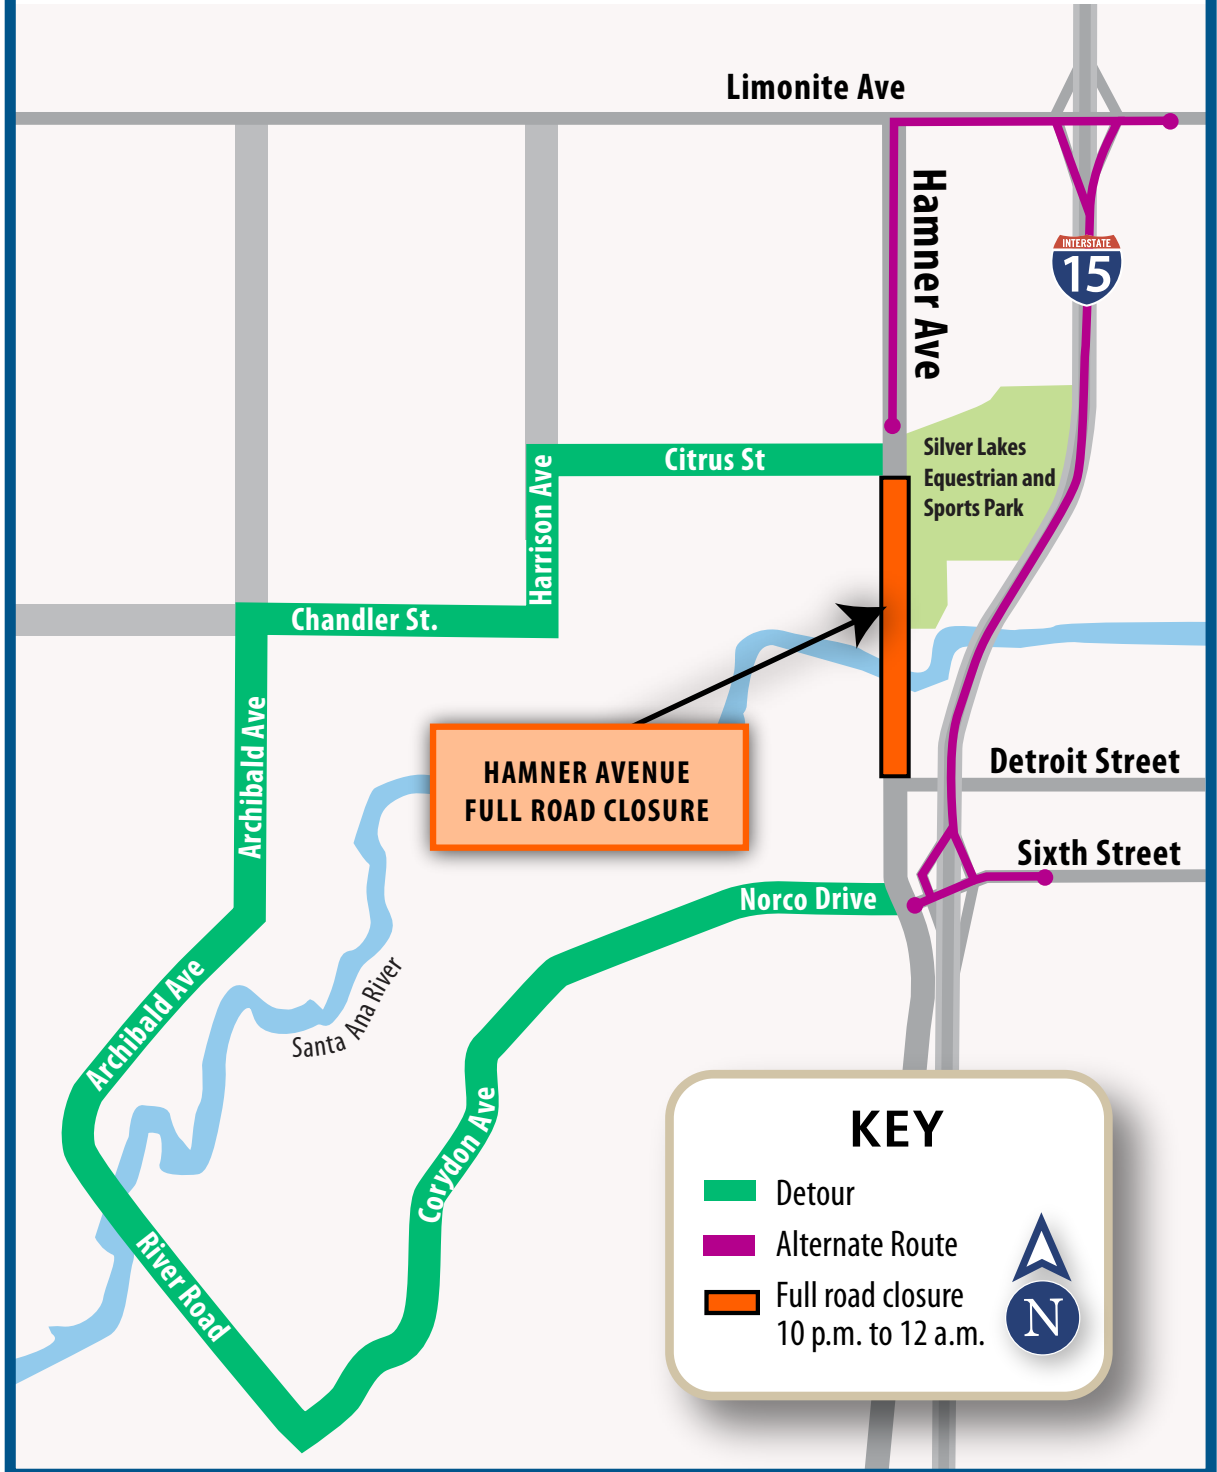 Limonite Ave
Hamner Ave
INTERSTATE
15
Silver Lakes
Equestrian and
Sports Park
Citrus St
Harrison Ave
Chandler St.
Archibald Ave
HAMNER AVENUE
FULL ROAD CLOSURE
Detroit Street
Sixth Street
Norco Drive
Archibald Ave
Santa Ana River
Corydon Ave
River Road
KEY
Detour
Alternate Route
Full road closure
10 p.m. to 12 a.m.
N